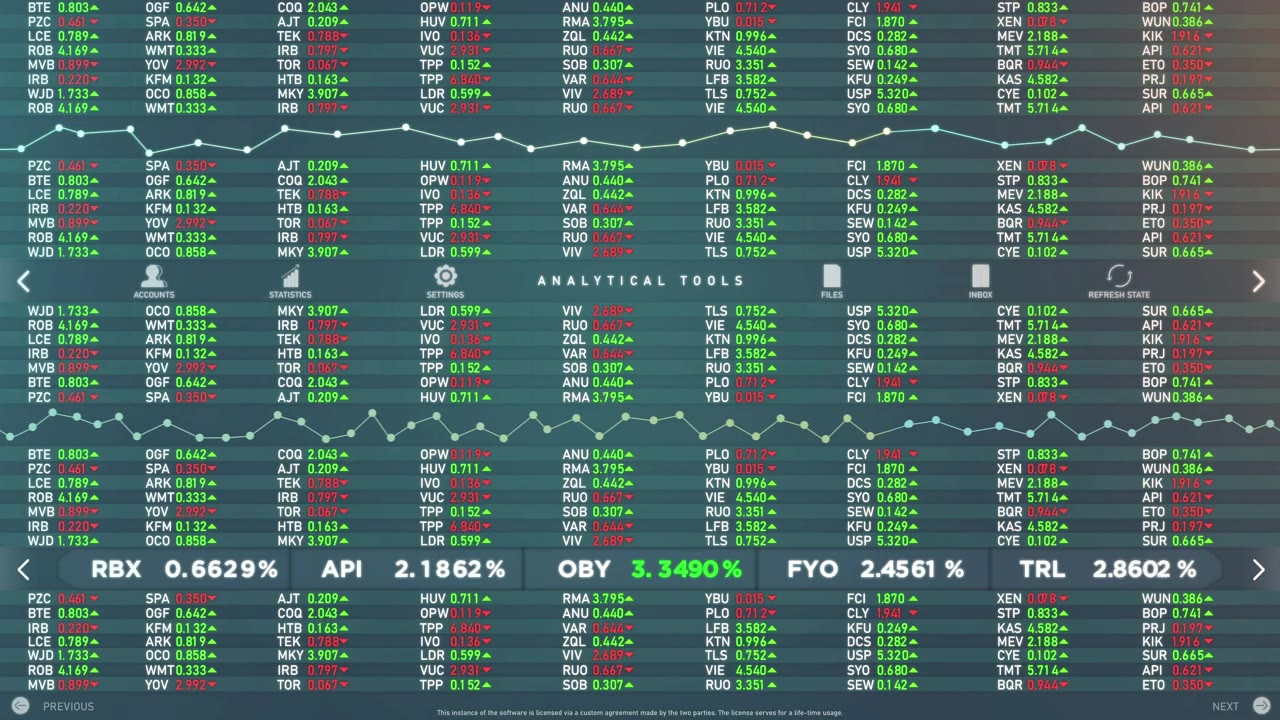 BTE 0.803 OGF 0.642 COQ 2.043 OPW 0.119 ANU 0.440 PLO 0.712 CLY 1.941 STP 0.833 BOP 0.741
PZC 0.461 SPA 0.350 AJT 0.209 HUV 0.711 RMA 3.795 YBU 0.015 FCI 1.870 XEN 0.078 WUN 0.386
LCE 0.789 ARK 0.819 TEK 0.788 IVO 0.136 ZQL 0.442 KTN 0.996 DCS 0.282 MEV 2.188 KIK 1.916
ROB 4.169 WMT 0.333 IRB 0.797 VUC 2.931 RUO 0.667 VIE 4.540 SYO 0.680 TMT 5.714 API 0.621
MVB 0.899 YOV 2.992 TOR 0.067 TPP 0.152 SOB 0.307 RUO 3.351 SEW 0.142 BQR 0.944 ETO 0.350
IRB 0.220 KFM 0.132 HTB 0.163 TPP 6.840 VAR 0.644 LFB 3.582 KFU 0.249 KAS 4.582 PRJ 0.197
WJD 1.733 OCO 0.858 MKY 3.907 LDR 0.599 VIV 2.689 TLS 0.752 USP 5.320 CYE 0.102 SUR 0.665
ROB 4.169 WMT 0.333 IRB 0.797 VUC 2.931 RUO 0.667 VIE 4.540 SYO 0.680 TMT 5.714 API 0.621
PZC 0.461 SPA 0.350 AJT 0.209 HUV 0.711 RMA 3.795 YBU 0.015 FCI 1.870 XEN 0.078 WUN 0.386
BTE 0.803 OGF 0.642 COQ 2.043 OPW 0.119 ANU 0.440 PLO 0.712 CLY 1.941 STP 0.833 BOP 0.741
LCE 0.789 ARK 0.819 TEK 0.788 IVO 0.136 ZQL 0.442 KTN 0.996 DCS 0.282 MEV 2.188 KIK 1.916
IRB 0.220 KFM 0.132 HTB 0.163 TPP 6.840 VAR 0.644 LFB 3.582 KFU 0.249 KAS 4.582 PRJ 0.197
MVB 0.899 YOV 2.992 TOR 0.067 TPP 0.152 SOB 0.307 RUO 3.351 SEW 0.142 BQR 0.944 ETO 0.350
ROB 4.169 WMT 0.333 IRB 0.797 VUC 2.931 RUO 0.667 VIE 4.540 SYO 0.680 TMT 5.714 API 0.621
WJD 1.733 OCO 0.858 MKY 3.907 LDR 0.599 VIV 2.689 TLS 0.752 USP 5.320 CYE 0.102 SUR 0.665
ACCOUNTS STATISTICS SETTINGS ANALYTICAL TOOLS FILES INBOX REFRESH STATE
WJD 1.733 OCO 0.858 MKY 3.907 LDR 0.599 VIV 2.689 TLS 0.752 USP 5.320 CYE 0.102 SUR 0.665
ROB 4.169 WMT 0.333 IRB 0.797 VUC 2.931 RUO 0.667 VIE 4.540 SYO 0.680 TMT 5.714 API 0.621
LCE 0.789 ARK 0.819 TEK 0.788 IVO 0.136 ZQL 0.442 KTN 0.996 DCS 0.282 MEV 2.188 KIK 1.916
IRB 0.220 KFM 0.132 HTB 0.163 TPP 6.840 VAR 0.644 LFB 3.582 KFU 0.249 KAS 4.582 PRJ 0.197
MVB 0.899 YOV 2.992 TOR 0.067 TPP 0.152 SOB 0.307 RUO 3.351 SEW 0.142 BQR 0.944 ETO 0.350
BTE 0.803 OGF 0.642 COQ 2.043 OPW 0.119 ANU 0.440 PLO 0.712 CLY 1.941 STP 0.833 BOP 0.741
PZC 0.461 SPA 0.350 AJT 0.209 HUV 0.711 RMA 3.795 YBU 0.015 FCI 1.870 XEN 0.078 WUN 0.386
BTE 0.803 OGF 0.642 COQ 2.043 OPW 0.119 ANU 0.440 PLO 0.712 CLY 1.941 STP 0.833 BOP 0.741
PZC 0.461 SPA 0.350 AJT 0.209 HUV 0.711 RMA 3.795 YBU 0.015 FCI 1.870 XEN 0.078 WUN 0.386
LCE 0.789 ARK 0.819 TEK 0.788 IVO 0.136 ZQL 0.442 KTN 0.996 DCS 0.282 MEV 2.188 KIK 1.916
ROB 4.169 WMT 0.333 IRB 0.797 VUC 2.931 RUO 0.667 VIE 4.540 SYO 0.680 TMT 5.714 API 0.621
MVB 0.899 YOV 2.992 TOR 0.067 TPP 0.152 SOB 0.307 RUO 3.351 SEW 0.142 BQR 0.944 ETO 0.350
IRB 0.220 KFM 0.132 HTB 0.163 TPP 6.840 VAR 0.644 LFB 3.582 KFU 0.249 KAS 4.582 PRJ 0.197
WJD 1.733 OCO 0.858 MKY 3.907 LDR 0.599 VIV 2.689 TLS 0.752 USP 5.320 CYE 0.102 SUR 0.665
RBX 0.6629% API 2.1862% OBY 3.3490% FYO 2.4561 % TRL 2.8602 %
PZC 0.461 SPA 0.350 AJT 0.209 HUV 0.711 RMA 3.795 YBU 0.015 FCI 1.870 XEN 0.078 WUN 0.386
BTE 0.803 OGF 0.642 COQ 2.043 OPW 0.119 ANU 0.440 PLO 0.712 CLY 1.941 STP 0.833 BOP 0.741
IRB 0.220 KFM 0.132 HTB 0.163 TPP 6.840 VAR 0.644 LFB 3.582 KFU 0.249 KAS 4.582 PRJ 0.197
LCE 0.789 ARK 0.819 TEK 0.788 IVO 0.136 ZQL 0.442 KTN 0.996 DCS 0.282 MEV 2.188 KIK 1.916
WJD 1.733 OCO 0.858 MKY 3.907 LDR 0.599 VIV 2.689 TLS 0.752 USP 5.320 CYE 0.102 SUR 0.665
ROB 4.169 WMT 0.333 IRB 0.797 VUC 2.931 RUO 0.667 VIE 4.540 SYO 0.680 TMT 5.714 API 0.621
MVB 0.899 YOV 2.992 TOR 0.067 TPP 0.152 SOB 0.307 RUO 3.351 SEW 0.142 BQR 0.944 ETO 0.350
PREVIOUS NEXT
This instance of the software is licensed via a custom agreement made by the two parties. The license serves for a life-time usage.